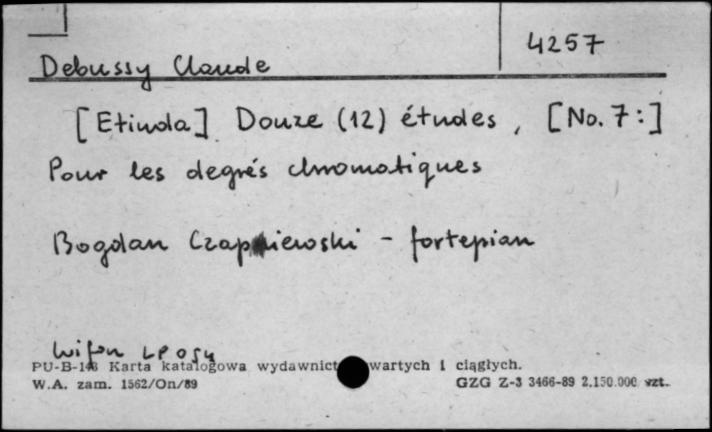 4257
Debussy Claude
[Etiuda] Douze (12) études, [No. 7:]
Pour les degrés chromatiques
Bogdan Czapiewski - fortepian
Wifon LP 054
PU-B-1/8 Karta katalogowa wydawnict wartych i ciągłych.
W.A. zam. 1562/On/89 GZG Z-3 3466-89 2.150.000 szt.